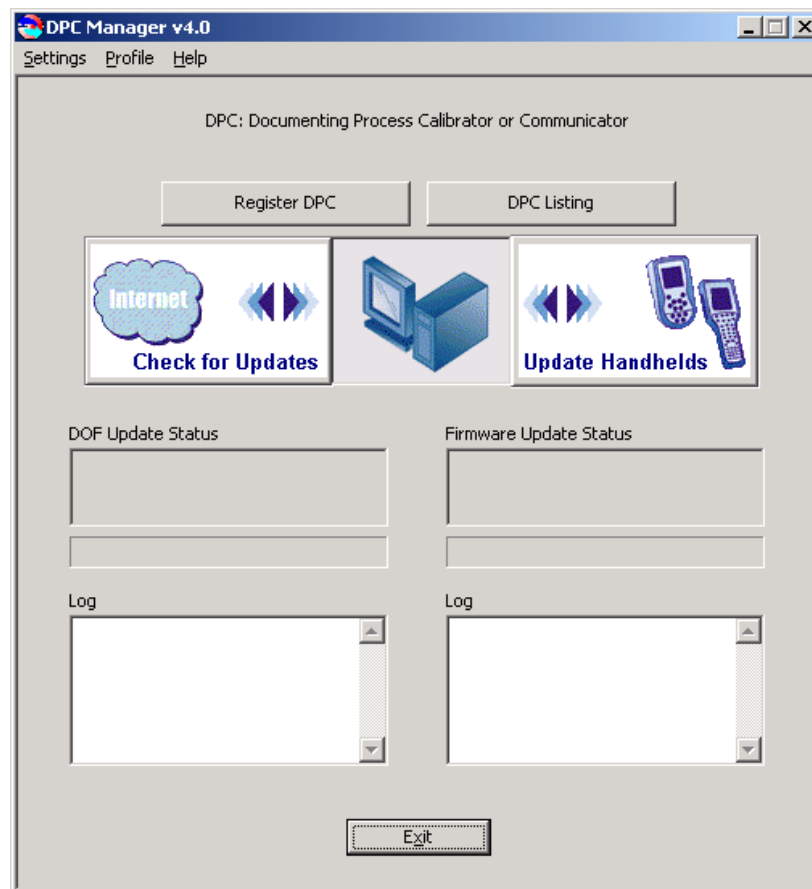 DPC Manager v4.0
Settings Profile Help
DPC: Documenting Process Calibrator or Communicator
Register DPC DPC Listing
Internet
Check for Updates Update Handhelds
DOF Update Status Firmware Update Status
Log Log
Exit